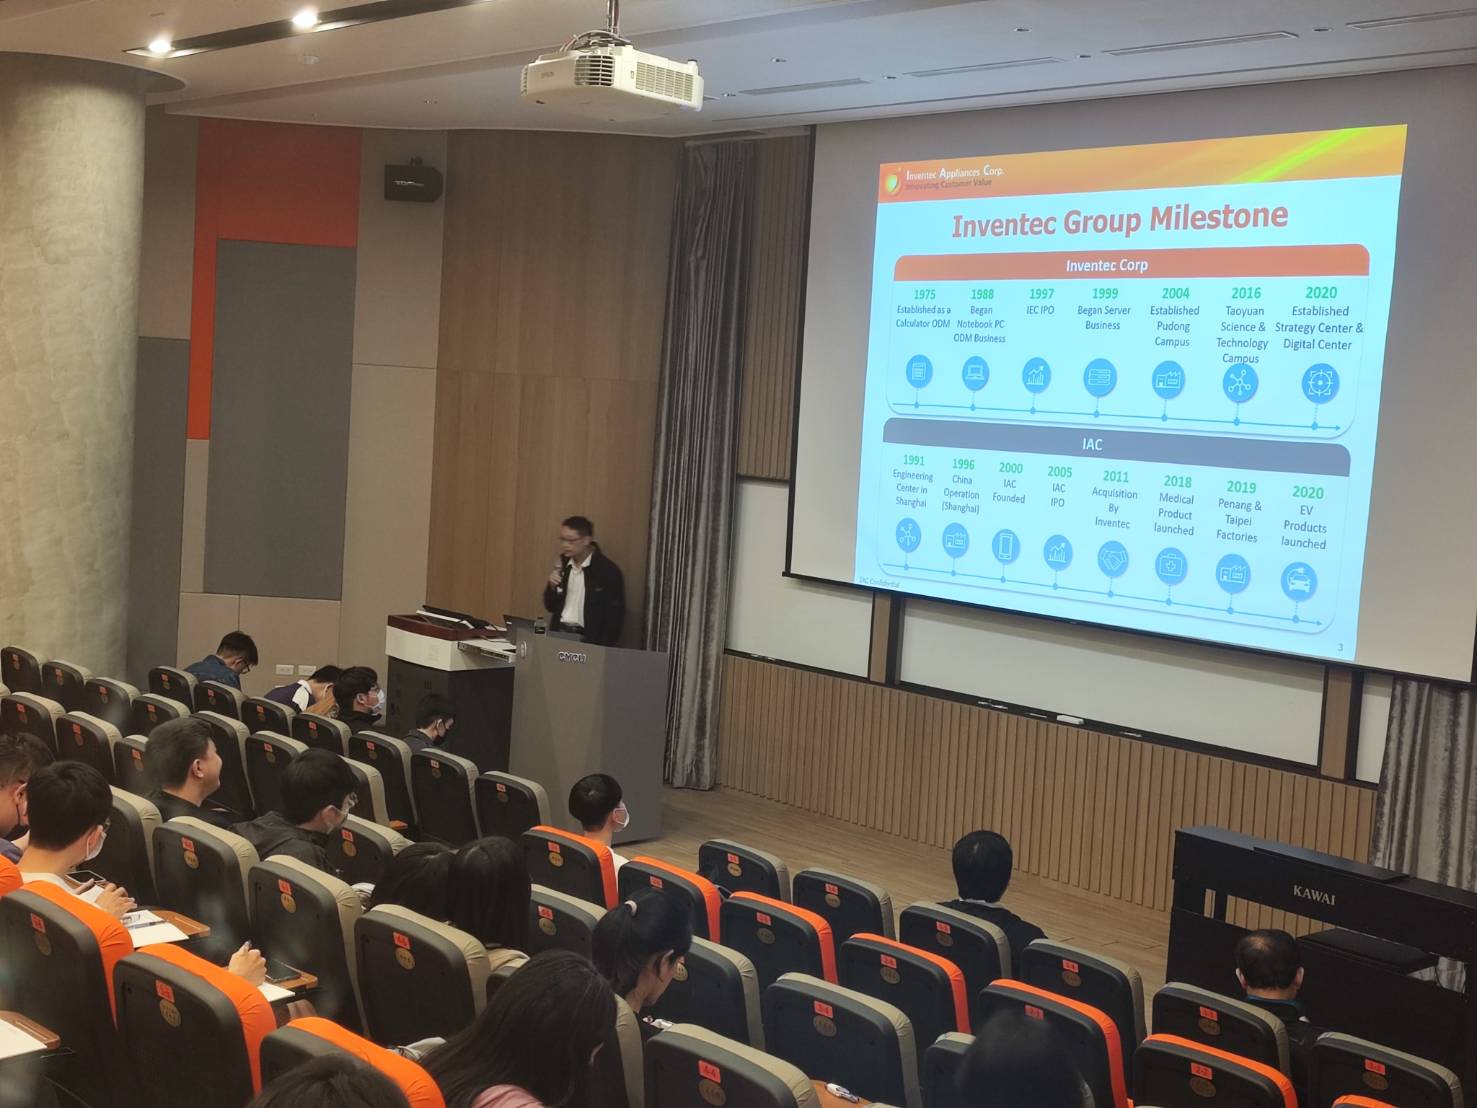 Inventec Appliances Corp.
Innovating Customer Value
Inventec Group Milestone
Inventec Corp
1975
Established as a
Calculator ODM
1988
Began
Notebook PC
ODM Business
1997
IEC IPO
1999
Began Server
Business
2004
Established
Pudong
Campus
2016
Taoyuan
Science &
Technology
Campus
2020
Established
Strategy Center &
Digital Center
IAC
1991
Engineering
Center in
Shanghai
1996
China
Operation
(Shanghai)
2000
IAC
Founded
2005
IAC
IPO
2011
Acquisition
By
Inventec
2018
Medical
Product
launched
2019
Penang &
Taipei
Factories
2020
EV
Products
launched
IAC Confidential
3
CYCU
KAWAI